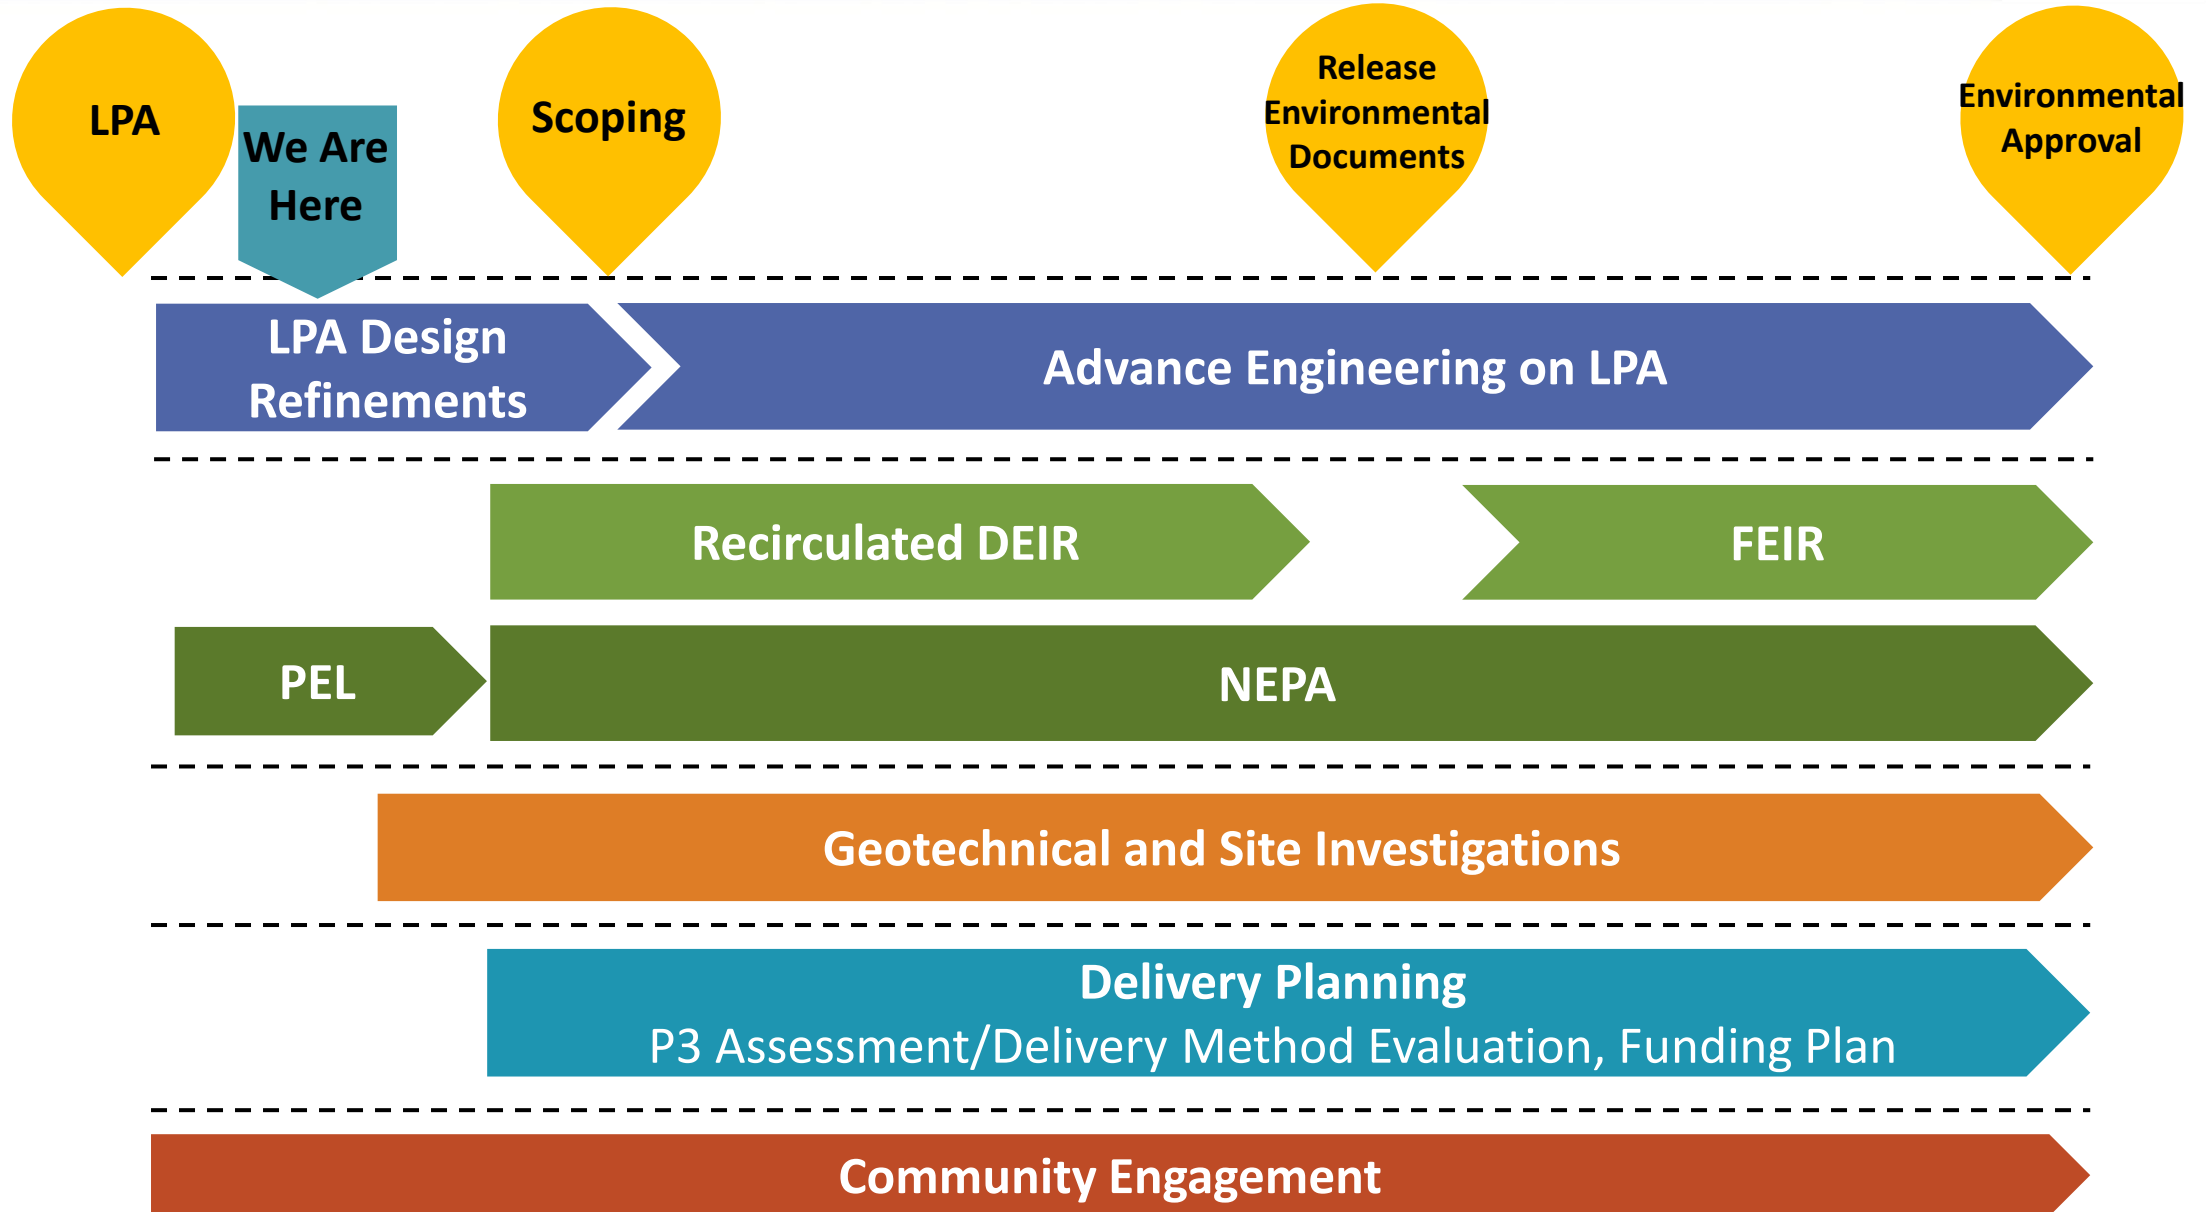 LPA
We Are
Here
Scoping
Release
Environmental
Documents
Environmental
Approval
LPA Design
Refinements
Advance Engineering on LPA
Recirculated DEIR
FEIR
PEL
NEPA
Geotechnical and Site Investigations
Delivery Planning
P3 Assessment/Delivery Method Evaluation, Funding Plan
Community Engagement